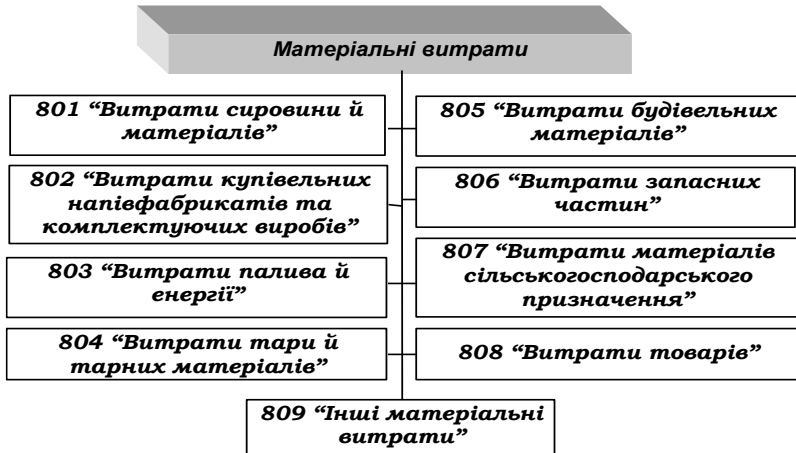 Матеріальні витрати
801 “Витрати сировини й
матеріалів”
802 “Витрати купівельних
напівфабрикатів та
комплектуючих виробів”
803 “Витрати палива й
енергії”
804 “Витрати тари й
тарних матеріалів”
805 “Витрати будівельних
матеріалів”
806 “Витрати запасних
частин”
807 “Витрати матеріалів
сільськогосподарського
призначення”
808 “Витрати товарів”
809 “Інші матеріальні
витрати”